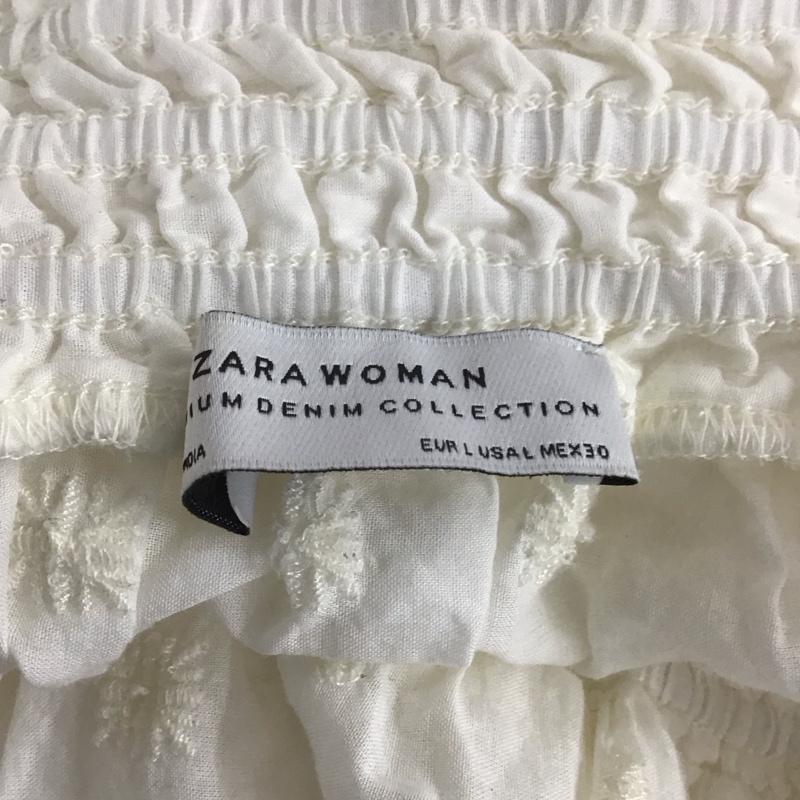 ZARA WOMAN
IUM DENIM COLLECTION
EUR L USA L MEX 30